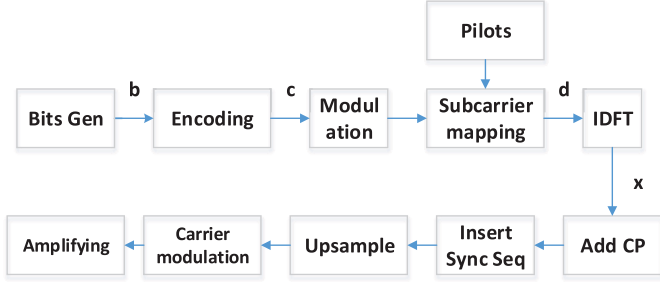 Pilots
b
c
d
Bits Gen
Encoding
Modul
ation
Subcarrier
mapping
IDFT
x
Amplifying
Carrier
modulation
Upsample
Insert
Sync Seq
Add CP